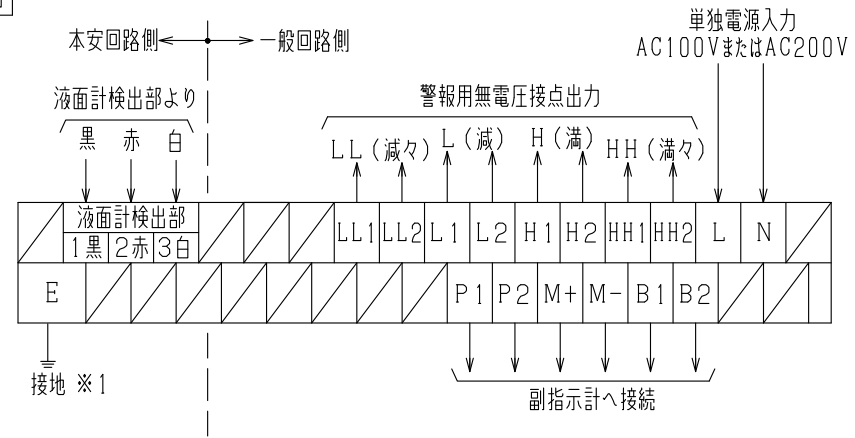 本安回路側
一般回路側
単独電源入力
AC100VまたはAC200V
液面計検出部より
黒 赤 白
警報用無電圧接点出力
LL(減々) L(減) H(満) HH(満々)
液面計検出部
1黒 2赤 3白
LL1 LL2 L1 L2 H1 H2 HH1 HH2 L N
E P1 P2 M+ M- B1 B2
接地 ※1
副指示計へ接続